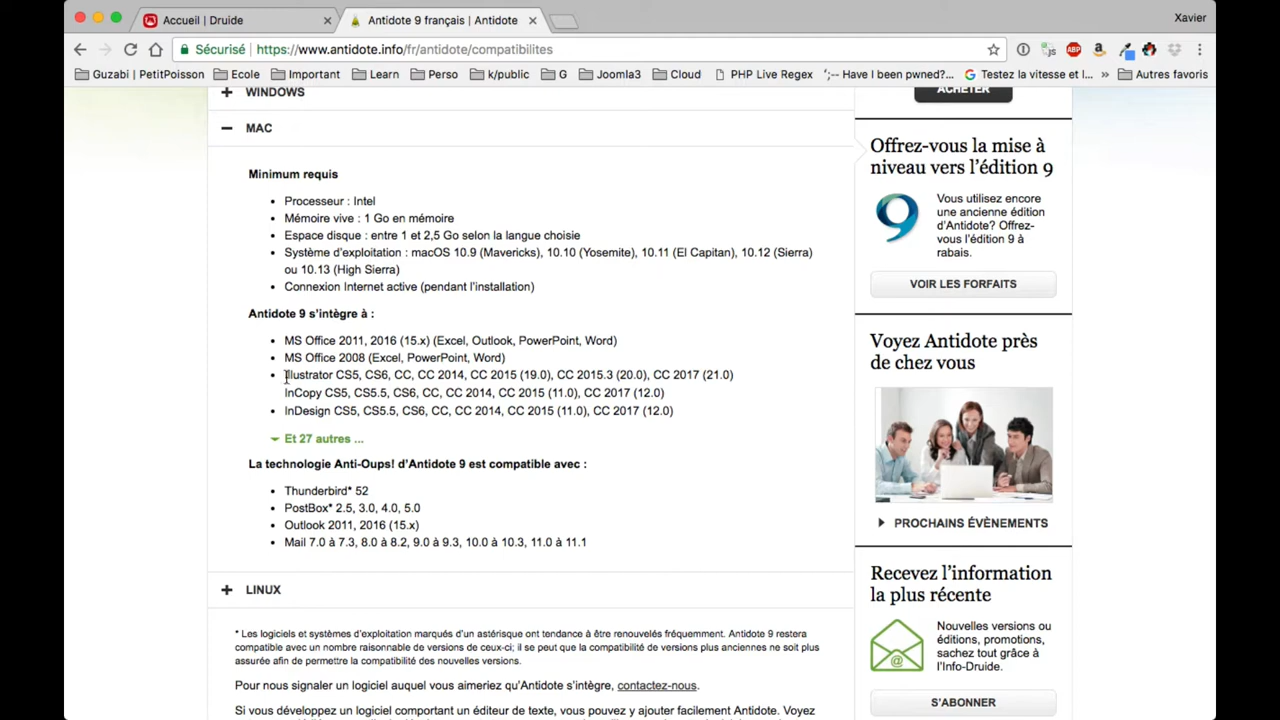 Accueil | Druide
Antidote 9 français | Antidote
Xavier
Sécurisé
https://www.antidote.info/fr/antidote/compatibilites
Guzabi | PetitPoisson
Ecole
Important
Learn
Perso
k/public
G
Joomla3
Cloud
PHP Live Regex
Have I been pwned?...
Testez la vitesse et l...
»
Autres favoris
WINDOWS
MAC
Minimum requis
• Processeur : Intel
• Mémoire vive : 1 Go en mémoire
• Espace disque : entre 1 et 2,5 Go selon la langue choisie
• Système d'exploitation : macOS 10.9 (Mavericks), 10.10 (Yosemite), 10.11 (El Capitan), 10.12 (Sierra)
ou 10.13 (High Sierra)
• Connexion Internet active (pendant l'installation)
Antidote 9 s'intègre à :
• MS Office 2011, 2016 (15.x) (Excel, Outlook, PowerPoint, Word)
• MS Office 2008 (Excel, PowerPoint, Word)
• Illustrator CS5, CS6, CC, CC 2014, CC 2015 (19.0), CC 2015.3 (20.0), CC 2017 (21.0)
InCopy CS5, CS5.5, CS6, CC, CC 2014, CC 2015 (11.0), CC 2017 (12.0)
• InDesign CS5, CS5.5, CS6, CC, CC 2014, CC 2015 (11.0), CC 2017 (12.0)
Et 27 autres ...
La technologie Anti-Oups! d'Antidote 9 est compatible avec :
• Thunderbird* 52
• PostBox* 2.5, 3.0, 4.0, 5.0
• Outlook 2011, 2016 (15.x)
• Mail 7.0 à 7.3, 8.0 à 8.2, 9.0 à 9.3, 10.0 à 10.3, 11.0 à 11.1
LINUX
* Les logiciels et systèmes d'exploitation marqués d'un astérisque ont tendance à être renouvelés fréquemment. Antidote 9 restera
compatible avec un nombre raisonnable de versions de ceux-ci; il se peut que la compatibilité de versions plus anciennes ne soit plus
assurée afin de permettre la compatibilité des nouvelles versions.
Pour nous signaler un logiciel auquel vous aimeriez qu'Antidote s'intègre, contactez-nous.
Si vous développez un logiciel comportant un éditeur de texte, vous pouvez y ajouter facilement Antidote. Voyez
ACHETER
Offrez-vous la mise à
niveau vers l'édition 9
9
Vous utilisez encore
une ancienne édition
d'Antidote? Offrez-
vous l'édition 9 à
rabais.
VOIR LES FORFAITS
Voyez Antidote près
de chez vous
PROCHAINS ÉVÈNEMENTS
Recevez l'information
la plus récente
@
Nouvelles versions ou
éditions, promotions,
sachez tout grâce à
l'Info-Druide.
S'ABONNER